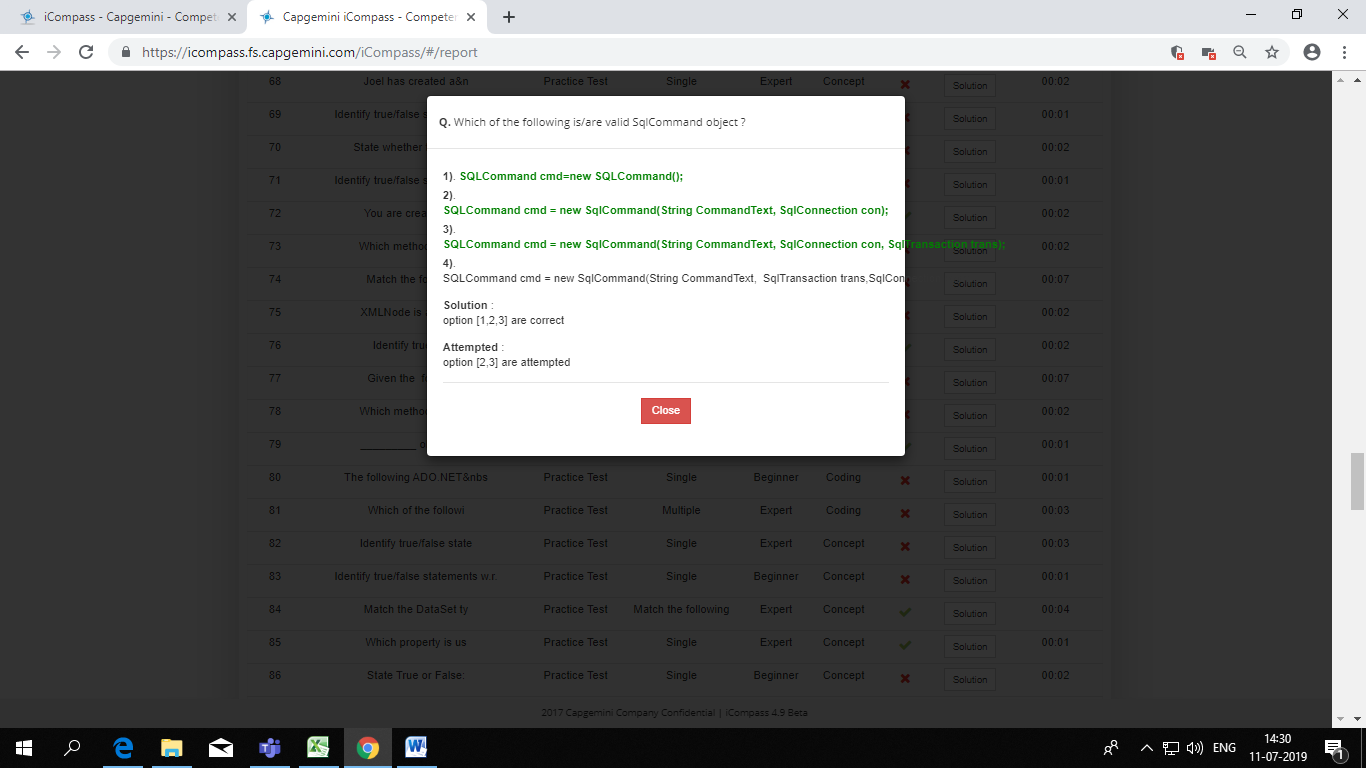 iCompass - Capgemini - Compet
Capgemini iCompass - Competen
https://icompass.fs.capgemini.com/iCompass/#/report
68 Joel has created a&n Practice Test Single Expert Concept Solution 00:02
69 Identify true/false s Solution 00:01
70 State whether Solution 00:02
71 Identify true/false s Solution 00:01
72 You are crea Solution 00:02
73 Which metho Solution 00:02
74 Match the fo Solution 00:07
75 XMLNode is Solution 00:02
76 Identify tru Solution 00:02
77 Given the Solution 00:07
78 Which metho Solution 00:02
79 __________ Solution 00:01
Q. Which of the following is/are valid SqlCommand object ?
1). SQLCommand cmd=new SQLCommand();
2).
SQLCommand cmd = new SqlCommand(String CommandText, SqlConnection con);
3).
SQLCommand cmd = new SqlCommand(String CommandText, SqlConnection con, SqlTransaction trans);
4).
SQLCommand cmd = new SqlCommand(String CommandText, SqlTransaction trans,SqlCon
Solution :
option [1,2,3] are correct
Attempted :
option [2,3] are attempted
Close
80 The following ADO.NET&nbs Practice Test Single Beginner Coding Solution 00:01
81 Which of the followi Practice Test Multiple Expert Coding Solution 00:03
82 Identify true/false state Practice Test Single Expert Concept Solution 00:03
83 Identify true/false statements w.r. Practice Test Single Beginner Concept Solution 00:01
84 Match the DataSet ty Practice Test Match the following Expert Concept Solution 00:04
85 Which property is us Practice Test Single Expert Concept Solution 00:01
86 State True or False: Practice Test Single Beginner Concept Solution 00:02
2017 Capgemini Company Confidential | iCompass 4.9 Beta
ENG
14:30
11-07-2019
1